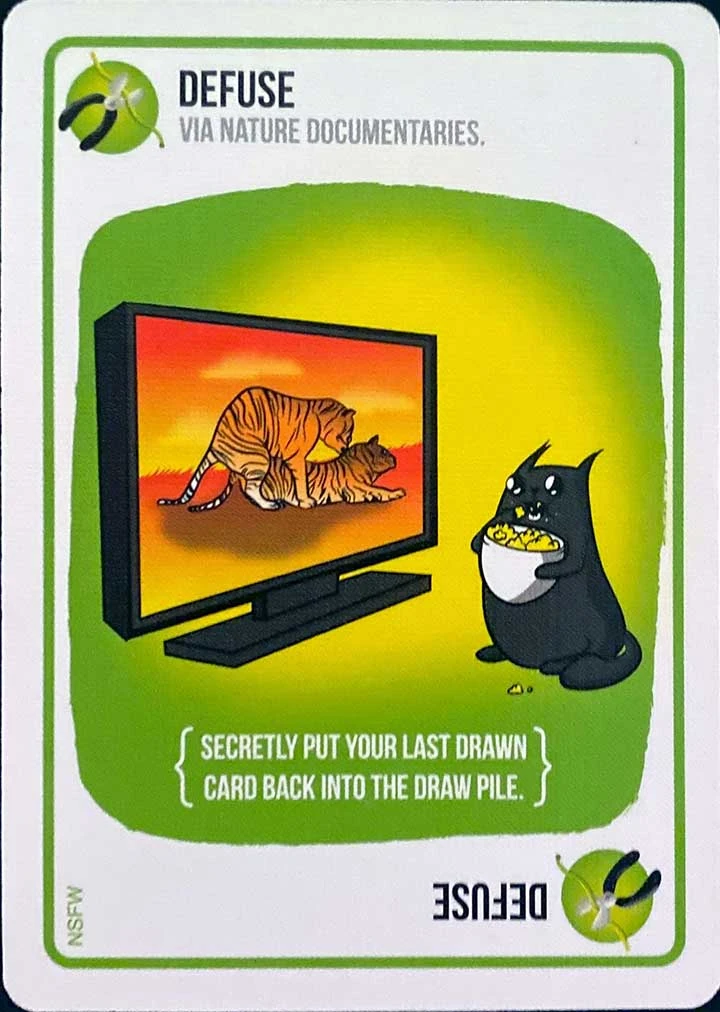 DEFUSE
VIA NATURE DOCUMENTARIES.
SECRETLY PUT YOUR LAST DRAWN
CARD BACK INTO THE DRAW PILE.
NSFW
DEFUSE